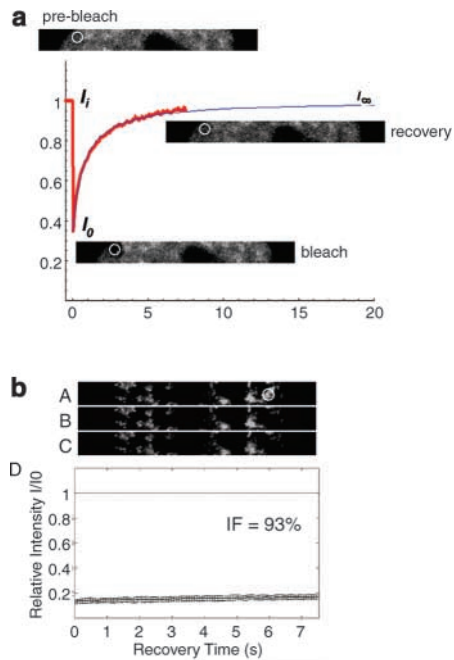 a
pre-bleach
Ii
I∞
1
recovery
0.8
0.6
0.4
I0
bleach
0.2
0 5 10 15 20
b
A
B
C
D
Relative Intensity I/I0
1
0.8
IF = 93%
0.6
0.4
0.2
0 1 2 3 4 5 6 7
Recovery Time (s)